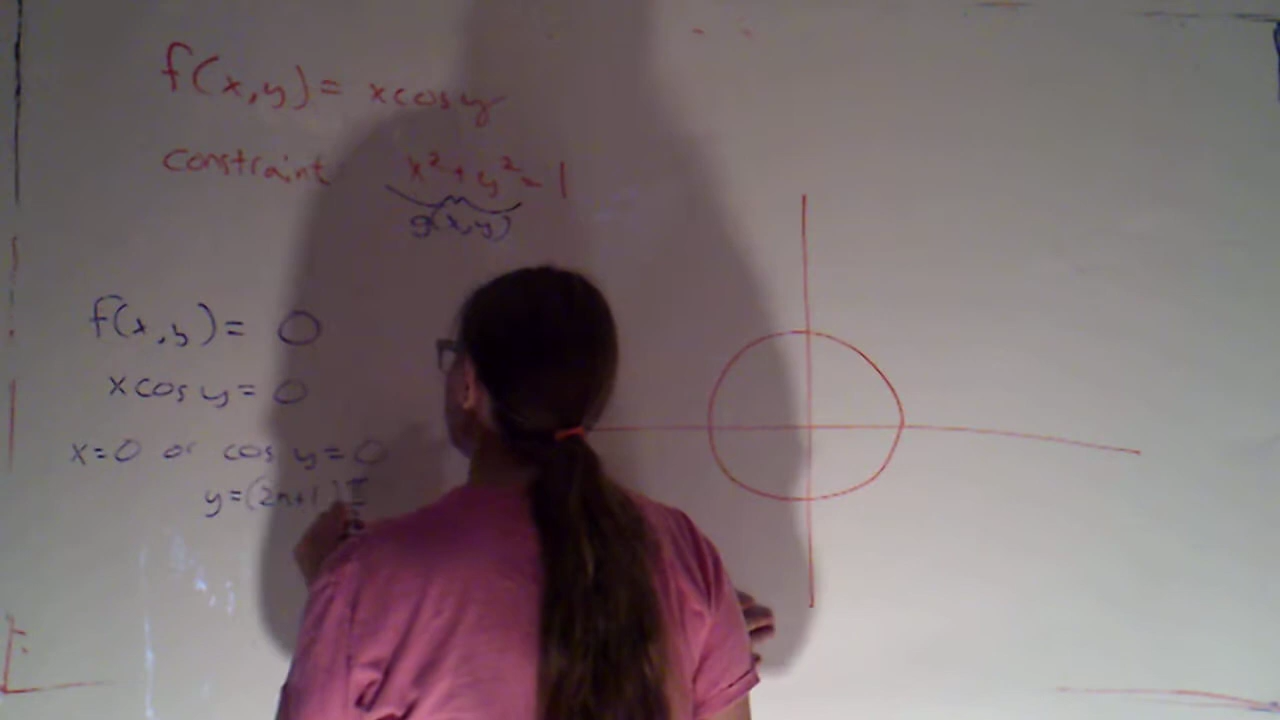 f(x,y) = x cos y
constraint x² + y² = 1
g(x,y)
f(x,y) = 0
x cos y = 0
x=0 or cos y = 0
y = (2n+1) π/2